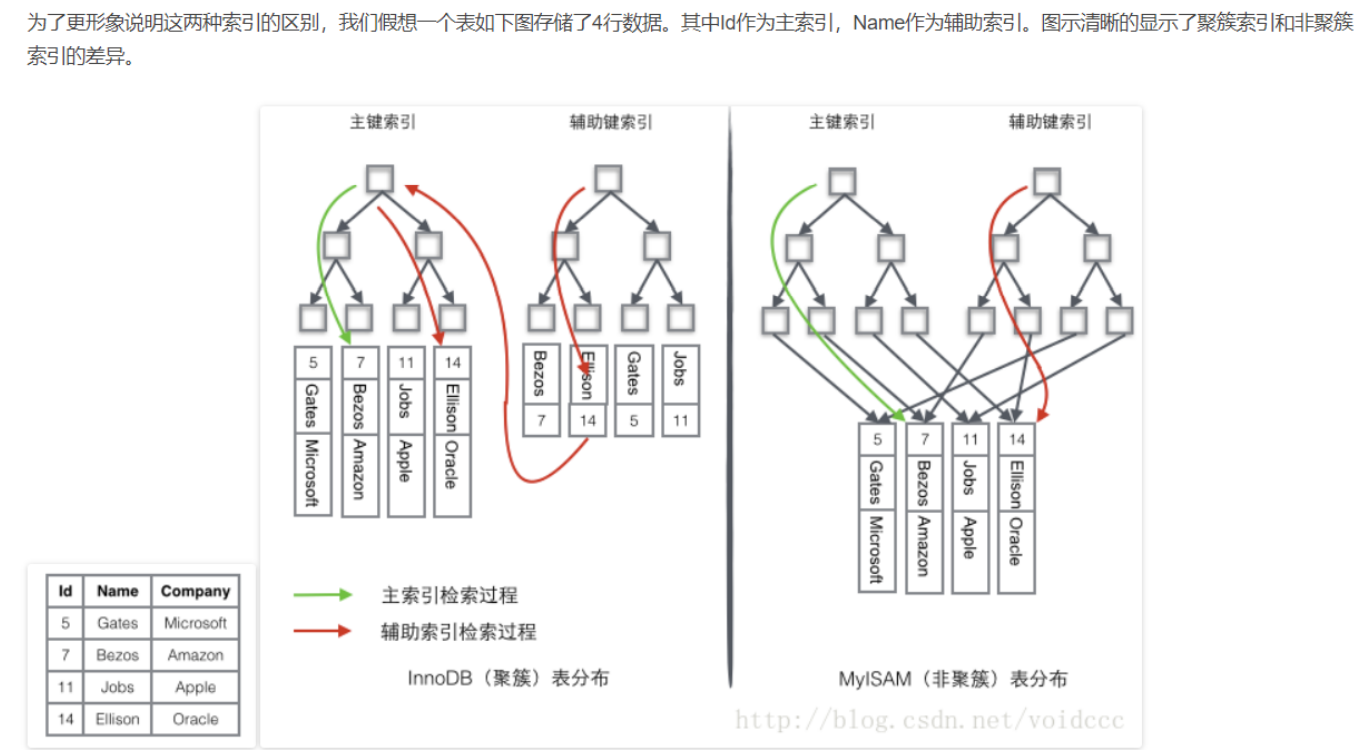 为了更形象说明这两种索引的区别，我们假想一个表如下图存储了4行数据。其中Id作为主索引，Name作为辅助索引。图示清晰的显示了聚簇索引和非聚簇
索引的差异。
主键索引
辅助键索引
主键索引
辅助键索引
5
Gates
Microsoft
7
Bezos
Amazon
11
Jobs
Apple
14
Ellison
Oracle
Bezos
7
Ellison
14
Gates
5
Jobs
11
5
Gates
Microsoft
7
Bezos
Amazon
11
Jobs
Apple
14
Ellison
Oracle
主索引检索过程
辅助索引检索过程
InnoDB（聚簇）表分布
MyISAM（非聚簇）表分布
http://blog.csdn.net/voidccc
Id Name Company
5 Gates Microsoft
7 Bezos Amazon
11 Jobs Apple
14 Ellison Oracle